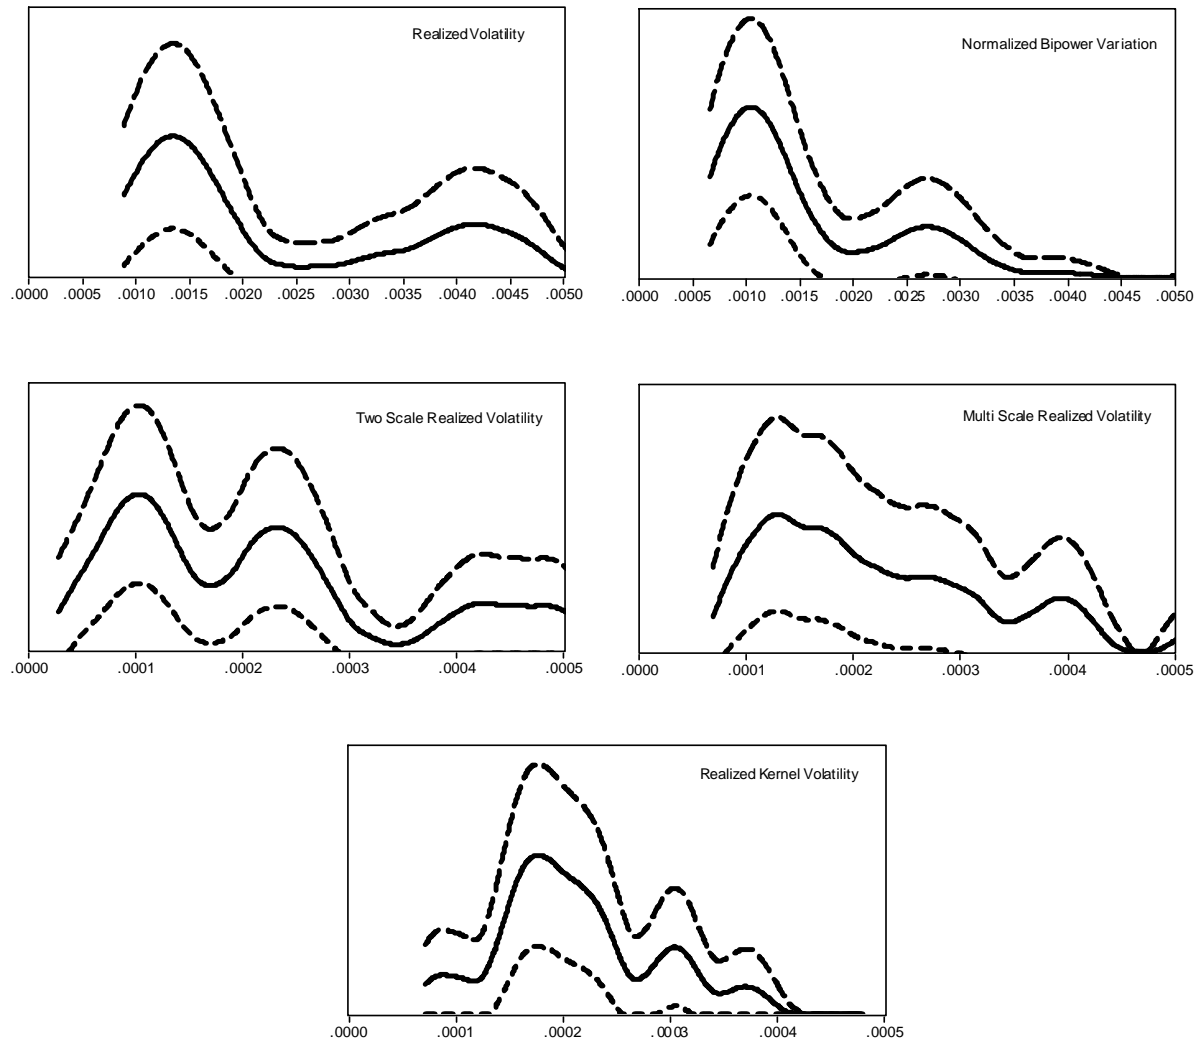 Realized Volatility
.0000 .0005 .0010 .0015 .0020 .0025 .0030 .0035 .0040 .0045 .0050
Normalized Bipower Variation
.0000 .0005 .0010 .0015 .0020 .0025 .0030 .0035 .0040 .0045 .0050
Two Scale Realized Volatility
.0000 .0001 .0002 .0003 .0004 .0005
Multi Scale Realized Volatility
.0000 .0001 .0002 .0003 .0004 .0005
Realized Kernel Volatility
.0000 .0001 .0002 .0003 .0004 .0005